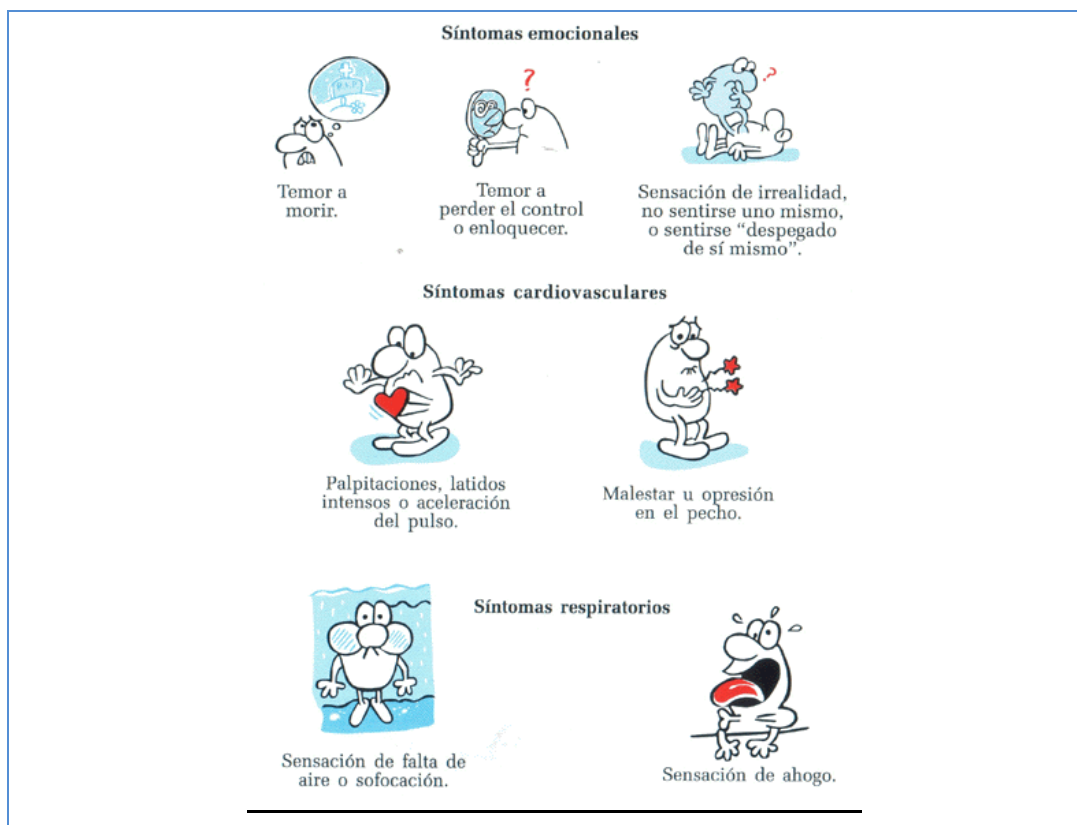 Síntomas emocionales
R.I.P.
?
?
Temor a
morir.
Temor a
perder el control
o enloquecer.
Sensación de irrealidad,
no sentirse uno mismo,
o sentirse “despegado
de sí mismo”.
Síntomas cardiovasculares
Palpitaciones, latidos
intensos o aceleración
del pulso.
Malestar u opresión
en el pecho.
Síntomas respiratorios
Sensación de falta de
aire o sofocación.
Sensación de ahogo.